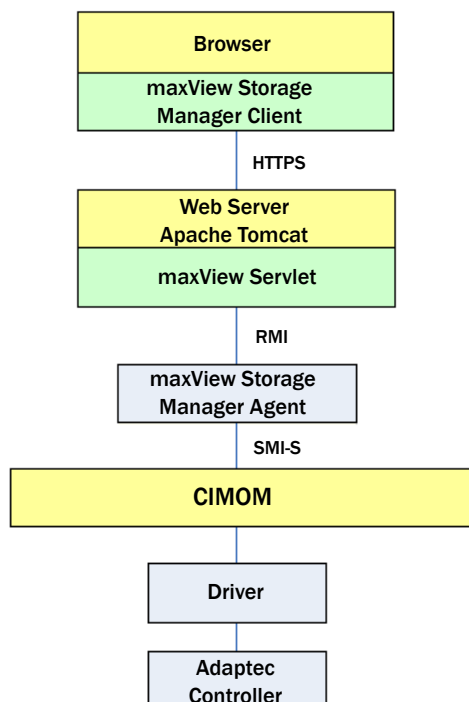 Browser
maxView Storage
Manager Client
HTTPS
Web Server
Apache Tomcat
maxView Servlet
RMI
maxView Storage
Manager Agent
SMI-S
CIMOM
Driver
Adaptec
Controller